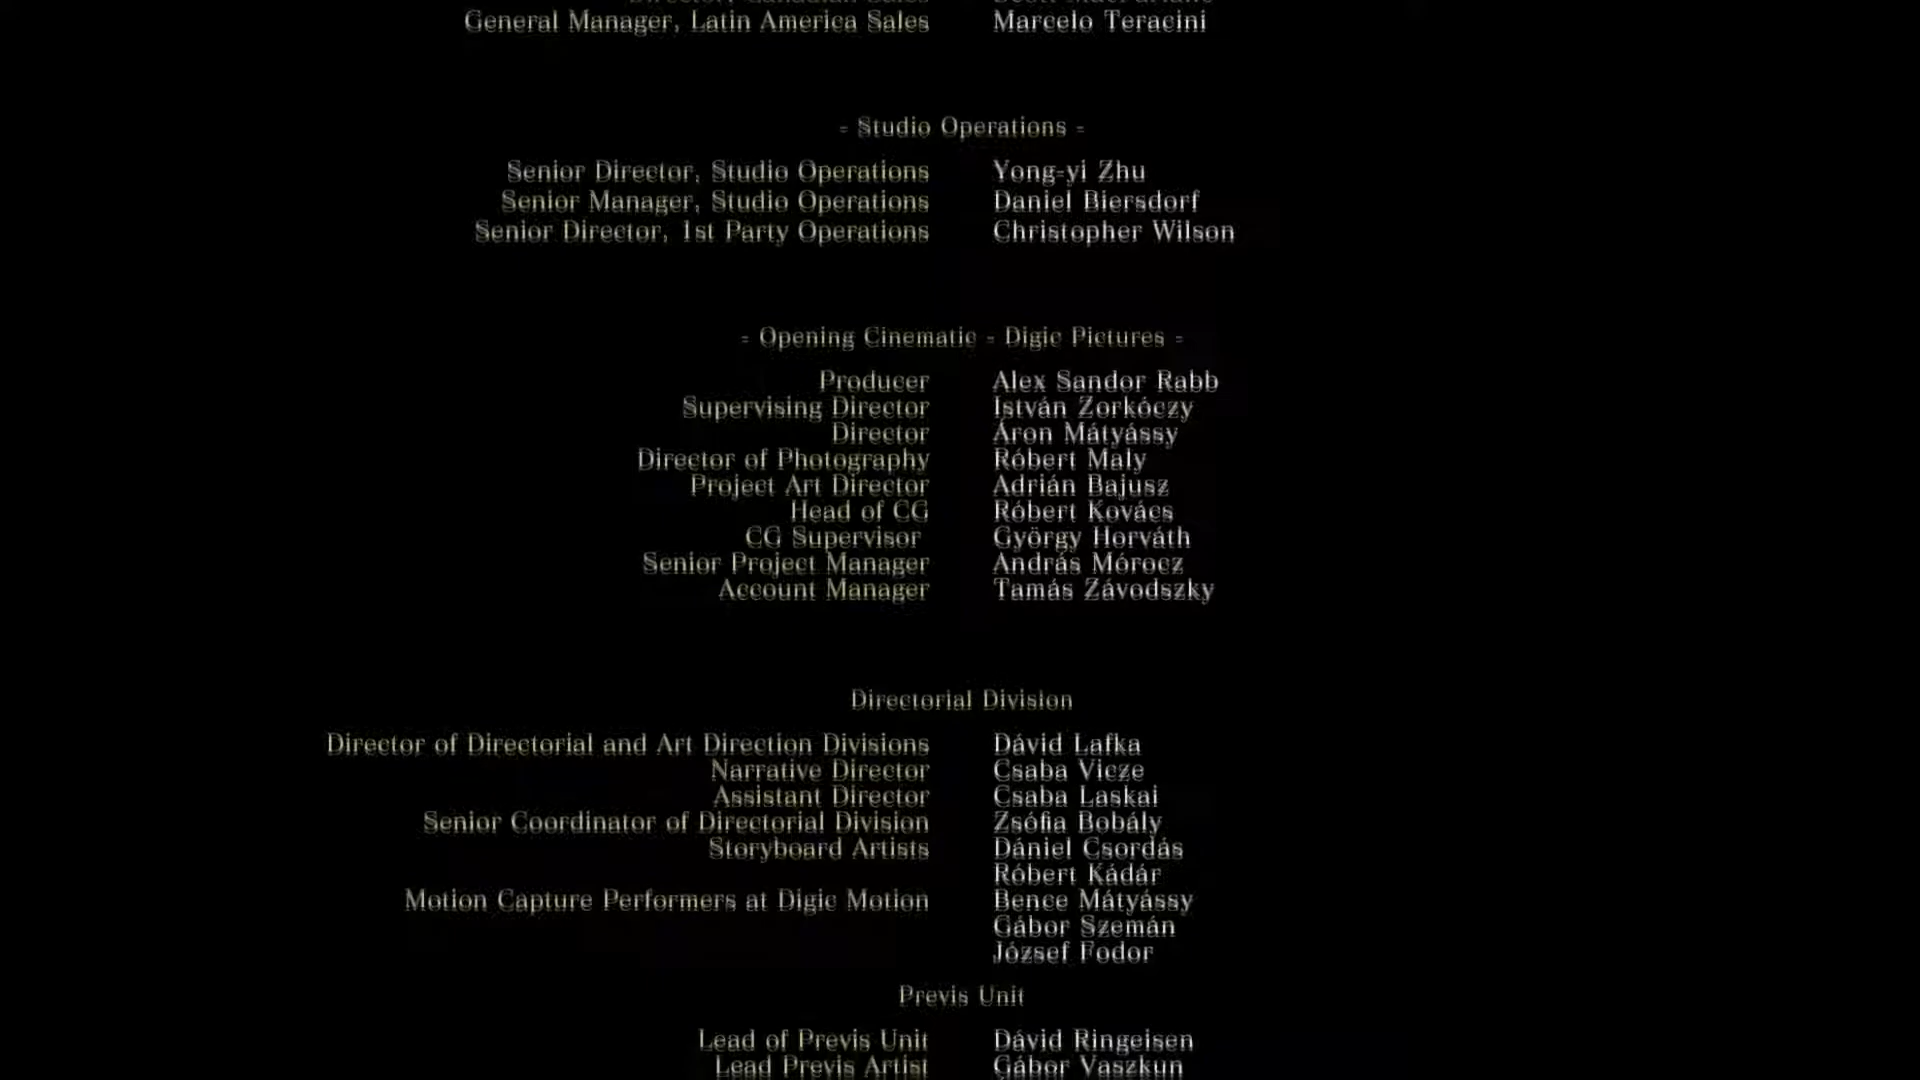 General Manager, Latin America Sales Marcelo Teracini
- Studio Operations -
Senior Director, Studio Operations Yong-yi Zhu
Senior Manager, Studio Operations Daniel Biersdorf
Senior Director, 1st Party Operations Christopher Wilson
- Opening Cinematic - Digic Pictures -
Producer Alex Sandor Rabb
Supervising Director István Zorkóczy
Director Áron Mátyássy
Director of Photography Róbert Maly
Project Art Director Adrián Bajusz
Head of CG Róbert Kovács
CG Supervisor György Horváth
Senior Project Manager András Mórocz
Account Manager Tamás Závodszky
Directorial Division
Director of Directorial and Art Direction Divisions Dávid Lafka
Narrative Director Csaba Vicze
Assistant Director Csaba Laskai
Senior Coordinator of Directorial Division Zsófia Bobály
Storyboard Artists Dániel Csordás
Róbert Kádár
Motion Capture Performers at Digic Motion Bence Mátyássy
Gábor Szemán
József Fodor
Previs Unit
Lead of Previs Unit Dávid Ringeisen
Lead Previs Artist Gábor Vaszkun